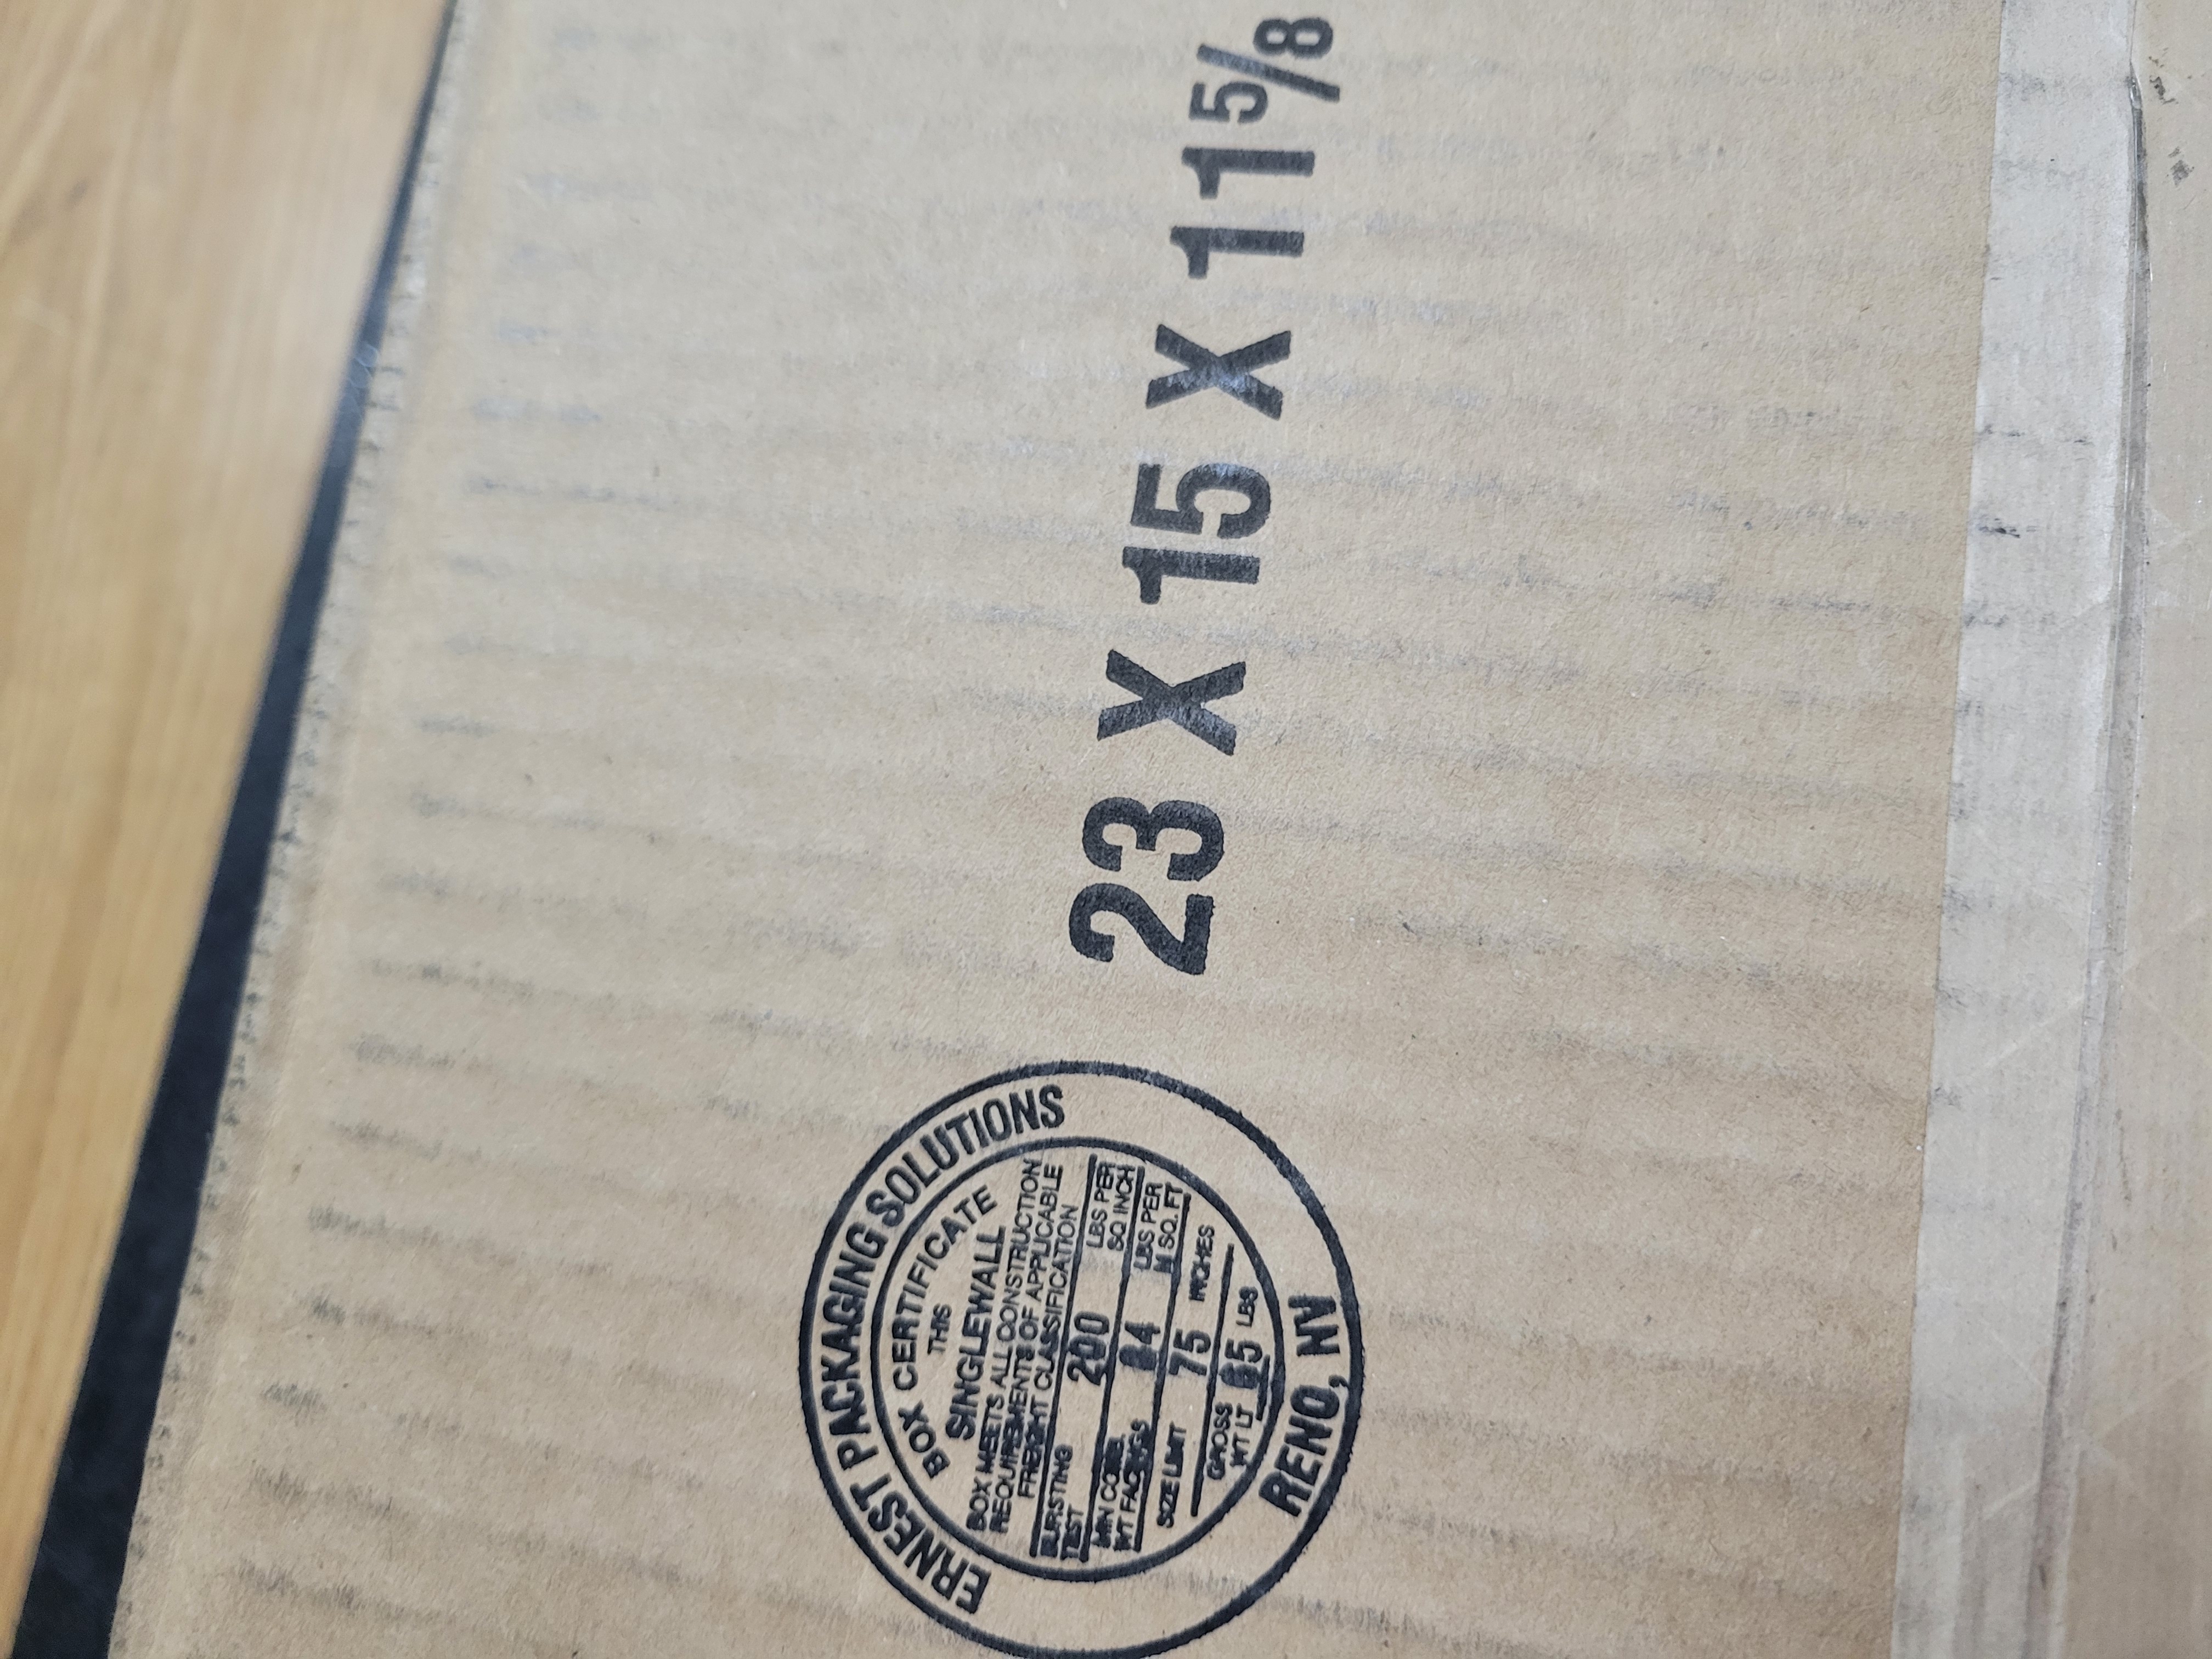 23 X 15 X 11 5/8
ERNEST PACKAGING SOLUTIONS
BOX CERTIFICATE
THIS
SINGLEWALL
BOX MEETS ALL CONSTRUCTION
REQUIREMENTS OF APPLICABLE
FREIGHT CLASSIFICATION
BURSTING TEST 200 LBS PER SQ INCH
MIN COMB. WT FACINGS 84 LBS PER M SQ. FT
SIZE LIMIT 75 INCHES
GROSS WT LT 65 LBS
RENO, NV